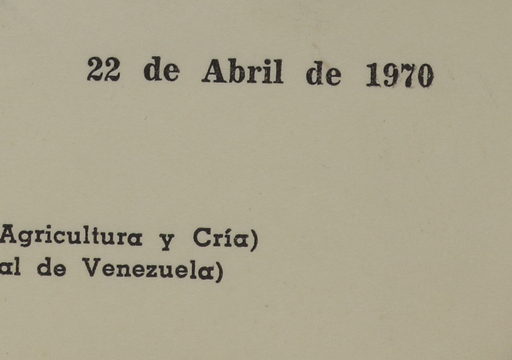 22 de Abril de 1970
Agricultura y Cría)
al de Venezuela)